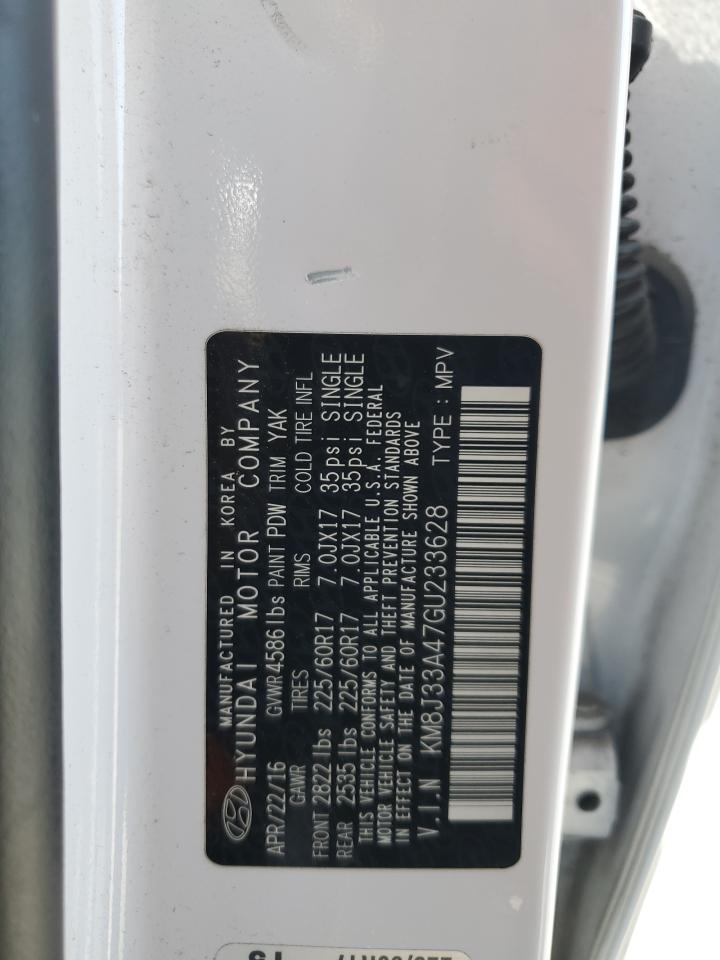 MANUFACTURED IN KOREA BY
HYUNDAI MOTOR COMPANY
APR/22/16 GVWR 4586 lbs PAINT PDW TRIM YAK
GAWR TIRES RIMS COLD TIRE INFL
FRONT 2822 lbs 225/60R17 7.0JX17 35psi SINGLE
REAR 2535 lbs 225/60R17 7.0JX17 35psi SINGLE
THIS VEHICLE CONFORMS TO ALL APPLICABLE U.S.A. FEDERAL
MOTOR VEHICLE SAFETY AND THEFT PREVENTION STANDARDS
IN EFFECT ON THE DATE OF MANUFACTURE SHOWN ABOVE
V.I.N KM8J33A47GU233628 TYPE : MPV